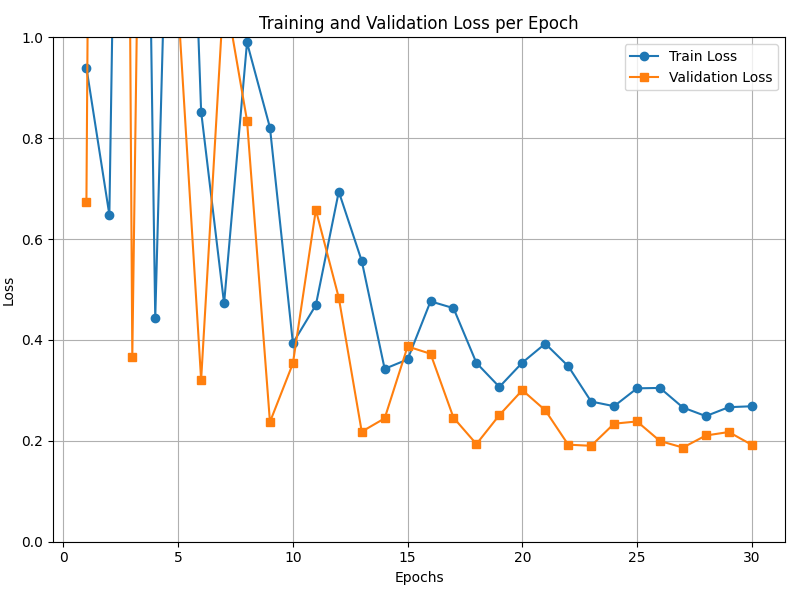 Training and Validation Loss per Epoch
Train Loss
Validation Loss
Loss
1.0
0.8
0.6
0.4
0.2
0.0
0 5 10 15 20 25 30
Epochs